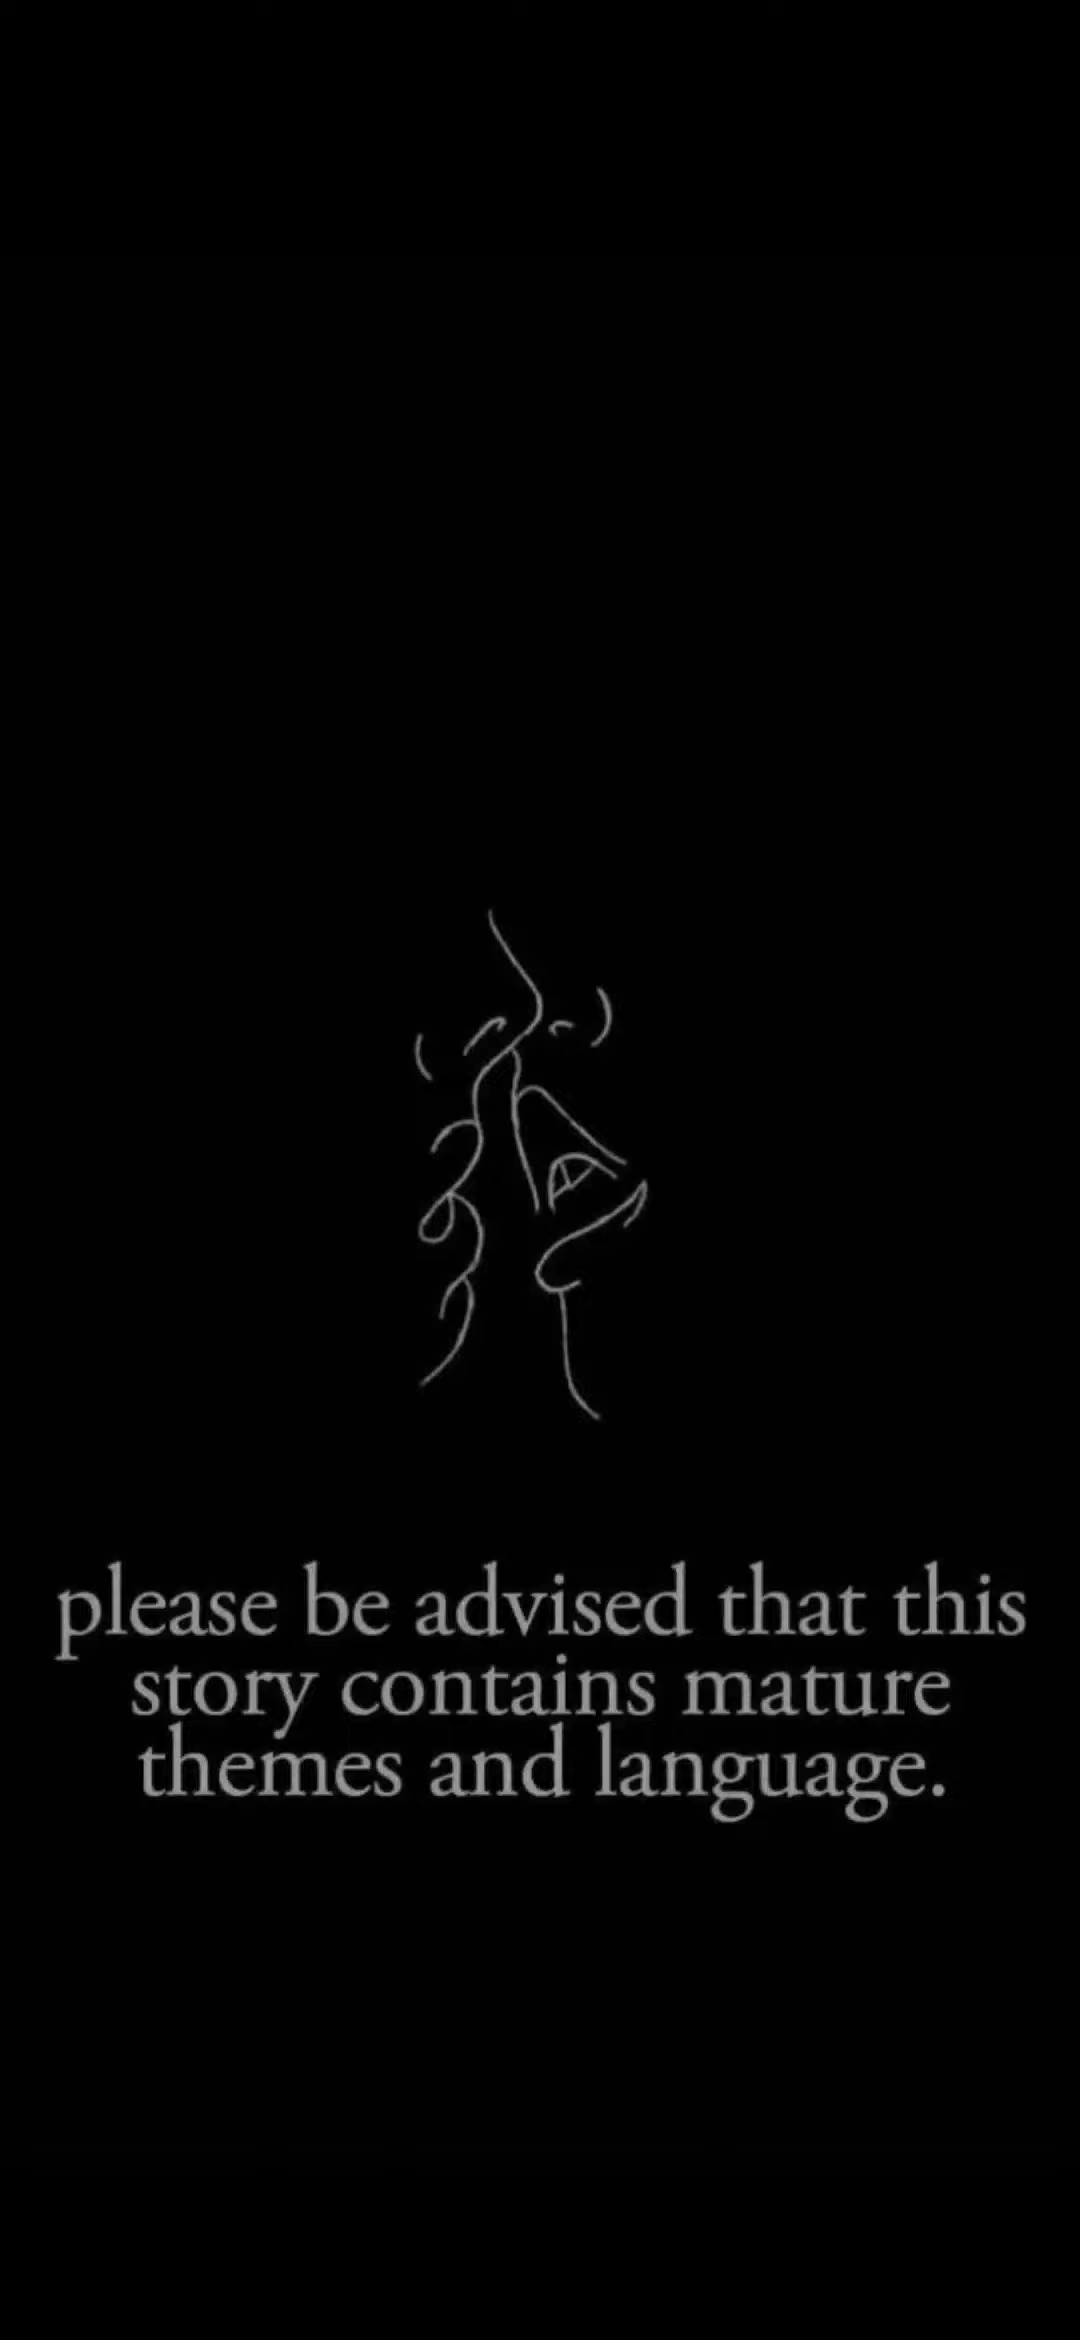 please be advised that this
story contains mature
themes and language.